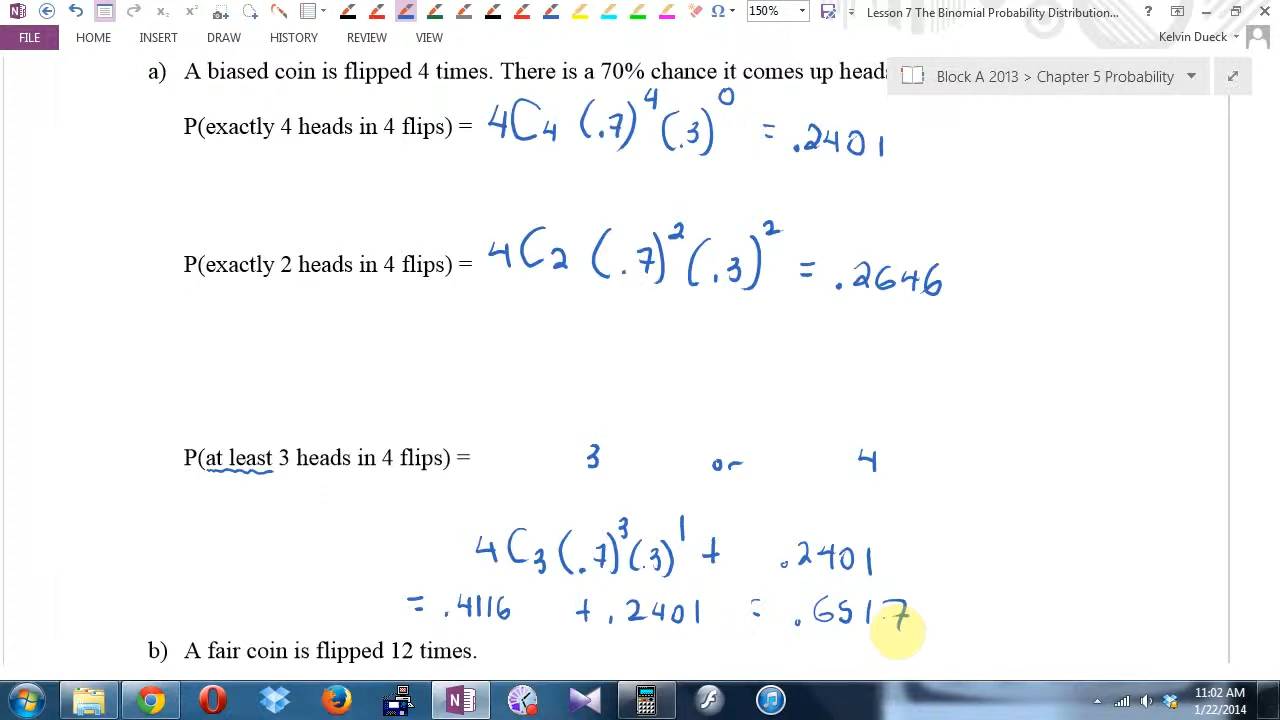 150%
Lesson 7 The Binomial Probability Distribution...
FILE HOME INSERT DRAW HISTORY REVIEW VIEW
Kelvin Dueck
Block A 2013 > Chapter 5 Probability
a) A biased coin is flipped 4 times. There is a 70% chance it comes up heads
P(exactly 4 heads in 4 flips) = 4C4 (.7)^4 (.3)^0 = .2401
P(exactly 2 heads in 4 flips) = 4C2 (.7)^2 (.3)^2 = .2646
P(at least 3 heads in 4 flips) = 3 or 4
4C3 (.7)^3 (.3)^1 + .2401
= .4116 + .2401 = .6517
b) A fair coin is flipped 12 times.
11:02 AM
1/22/2014